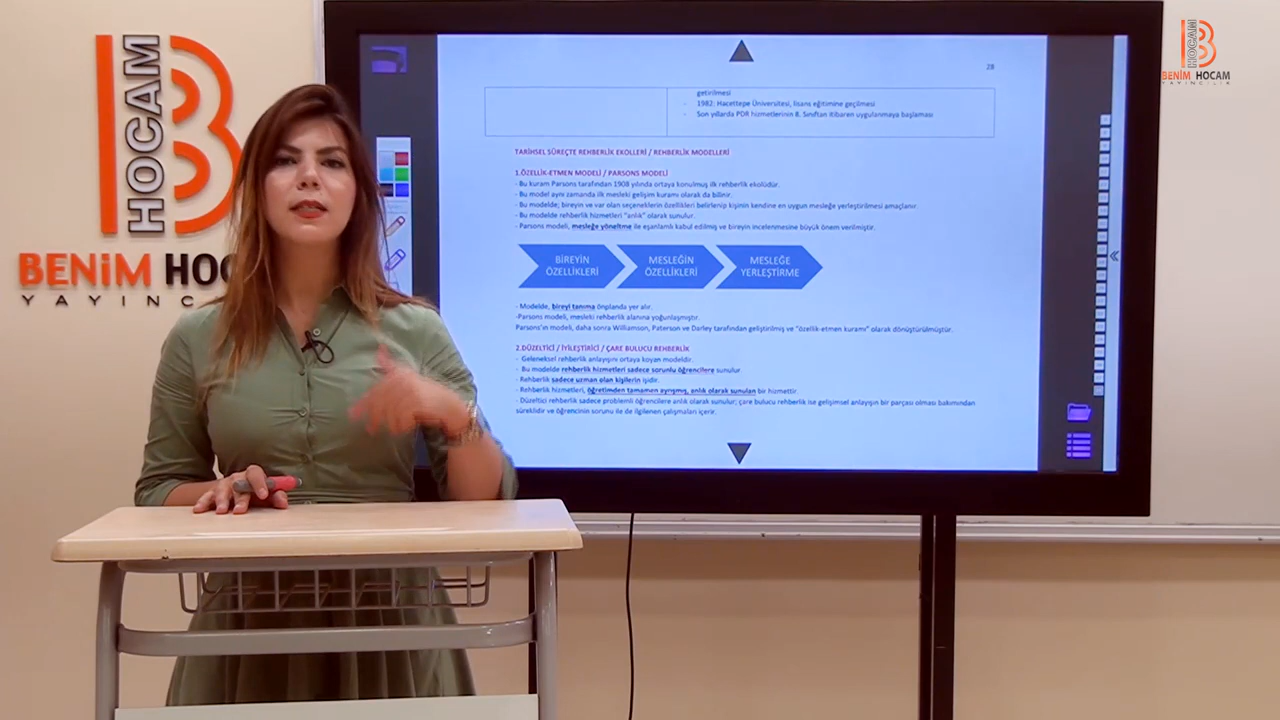 B
HOCAM
BENİM HOCAM
YAYINCILIK
B
HOCAM
BENİM HO
YAYINC
28
getirilmesi
- 1982: Hacettepe Üniversitesi, lisans eğitimine geçilmesi
- Son yıllarda PDR hizmetlerinin 8. Sınıftan itibaren uygulanmaya başlaması
TARİHSEL SÜREÇTE REHBERLİK EKOLLERİ / REHBERLİK MODELLERİ
1.ÖZELLİK-ETMEN MODELİ / PARSONS MODELİ
- Bu kuram Parsons tarafından 1908 yılında ortaya konulmuş ilk rehberlik ekolüdür.
- Bu model aynı zamanda ilk mesleki gelişim kuramı olarak da bilinir.
- Bu modelde; bireyin ve var olan seçeneklerin özellikleri belirlenip kişinin kendine en uygun mesleğe yerleştirilmesi amaçlanır.
- Bu modelde rehberlik hizmetleri "anlık" olarak sunulur.
- Parsons modeli, mesleğe yöneltme ile eşanlamlı kabul edilmiş ve bireyin incelenmesine büyük önem verilmiştir.
BİREYİN ÖZELLİKLERİ
MESLEĞİN ÖZELLİKLERİ
MESLEĞE YERLEŞTİRME
- Modelde, bireyi tanıma önplanda yer alır.
-Parsons modeli, mesleki rehberlik alanına yoğunlaşmıştır.
Parsons'ın modeli, daha sonra Williamson, Paterson ve Darley tarafından geliştirilmiş ve "özellik-etmen kuramı" olarak dönüştürülmüştür.
2.DÜZELTİCİ / İYİLEŞTİRİCİ / ÇARE BULUCU REHBERLİK
- Geleneksel rehberlik anlayışını ortaya koyan modeldir.
- Bu modelde rehberlik hizmetleri sadece sorunlu öğrencilere sunulur.
- Rehberlik sadece uzman olan kişilerin işidir.
- Rehberlik hizmetleri, öğretimden tamamen ayrışmış, anlık olarak sunulan bir hizmettir.
- Düzeltici rehberlik sadece problemli öğrencilere anlık olarak sunulur; çare bulucu rehberlik ise gelişimsel anlayışın bir parçası olması bakımından
süreklidir ve öğrencinin sorunu ile de ilgilenen çalışmaları içerir.